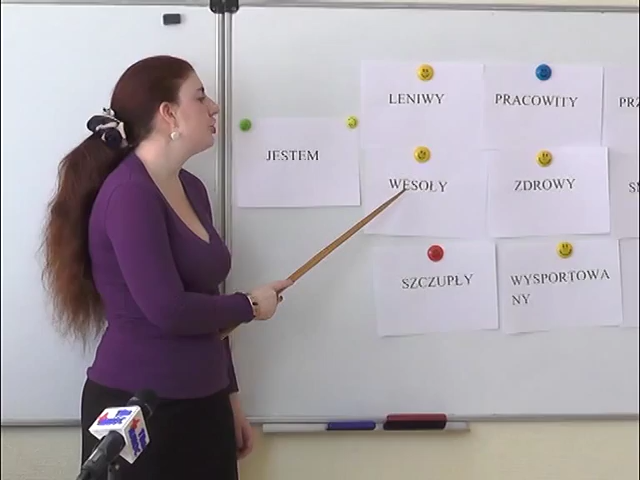 JESTEM
LENIWY
PRACOWITY
WESOŁY
ZDROWY
SZCZUPŁY
WYSPORTOWA
NY